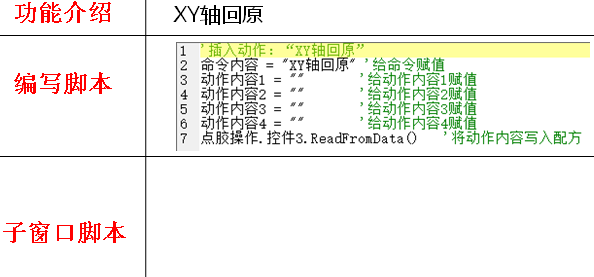 功能介绍 XY轴回原
编写脚本
1 '插入动作：“XY轴回原”
2 命令内容 = "XY轴回原" '给命令赋值
3 动作内容1 = "" '给动作内容1赋值
4 动作内容2 = "" '给动作内容2赋值
5 动作内容3 = "" '给动作内容3赋值
6 动作内容4 = "" '给动作内容4赋值
7 点胶操作.控件3.ReadFromData() '将动作内容写入配方
子窗口脚本